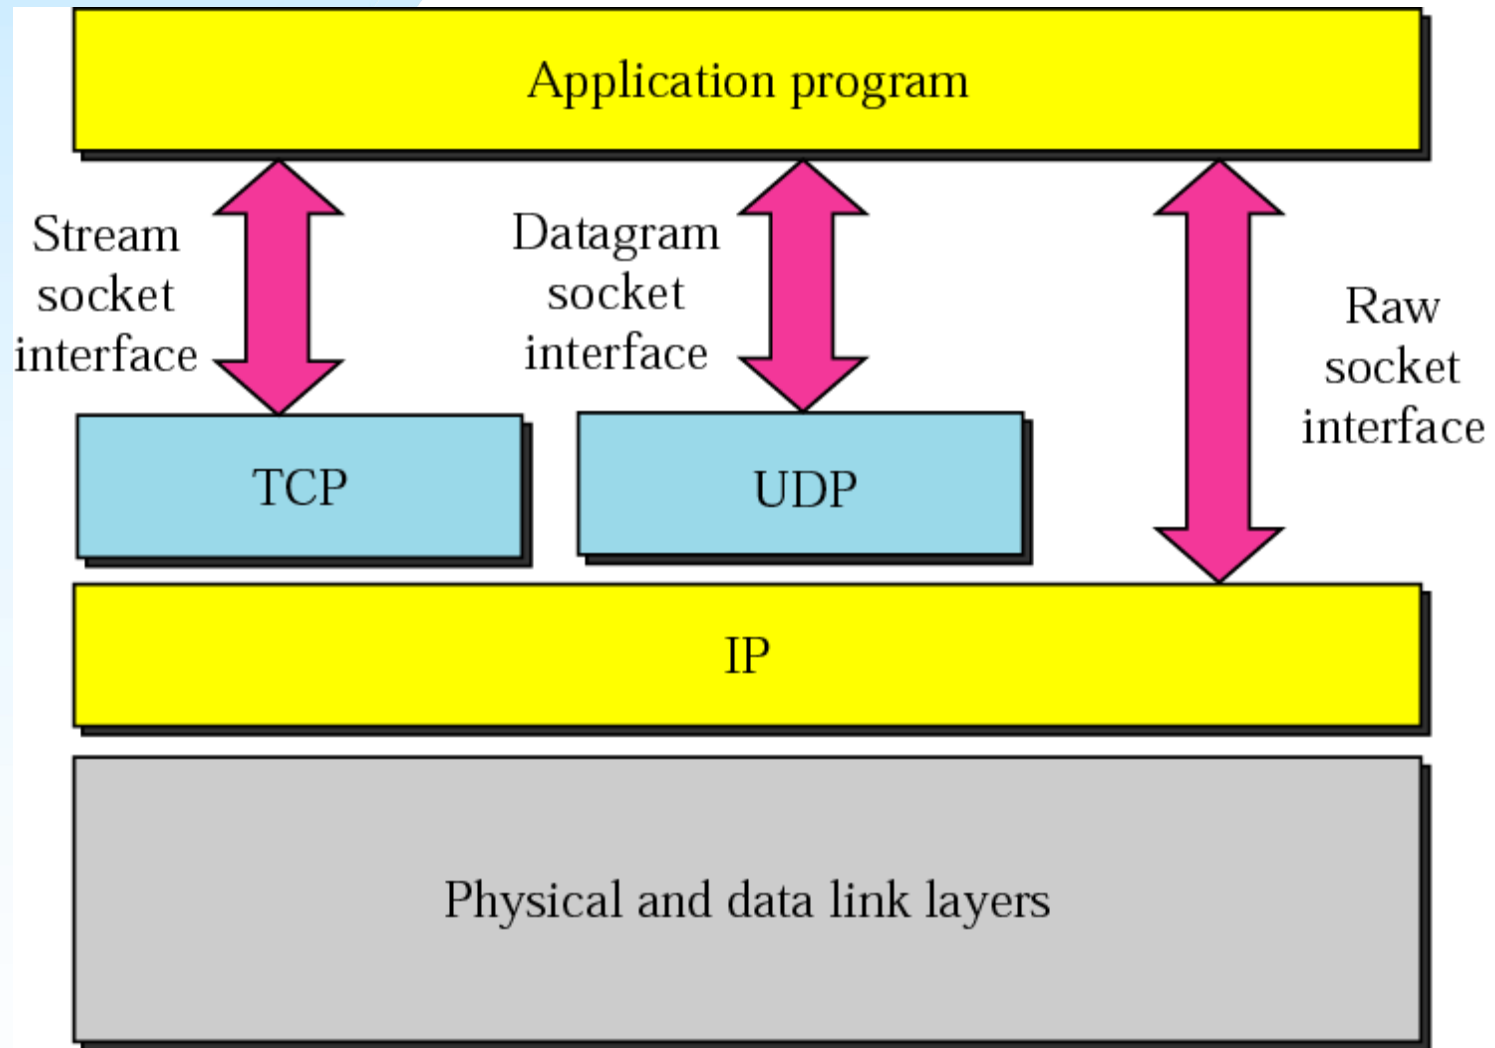 Application program
Stream
socket
interface
Datagram
socket
interface
Raw
socket
interface
TCP
UDP
IP
Physical and data link layers